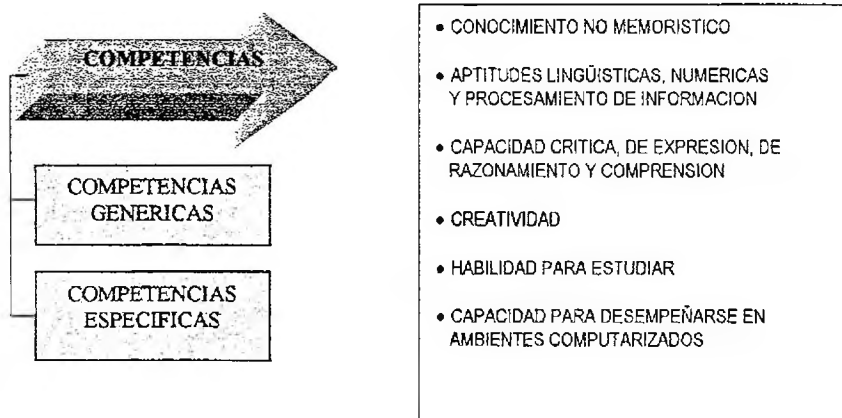 COMPETENCIAS
COMPETENCIAS
GENERICAS
COMPETENCIAS
ESPECIFICAS
• CONOCIMIENTO NO MEMORISTICO
• APTITUDES LINGÜISTICAS, NUMERICAS
Y PROCESAMIENTO DE INFORMACION
• CAPACIDAD CRITICA, DE EXPRESION, DE
RAZONAMIENTO Y COMPRENSION
• CREATIVIDAD
• HABILIDAD PARA ESTUDIAR
• CAPACIDAD PARA DESEMPEÑARSE EN
AMBIENTES COMPUTARIZADOS